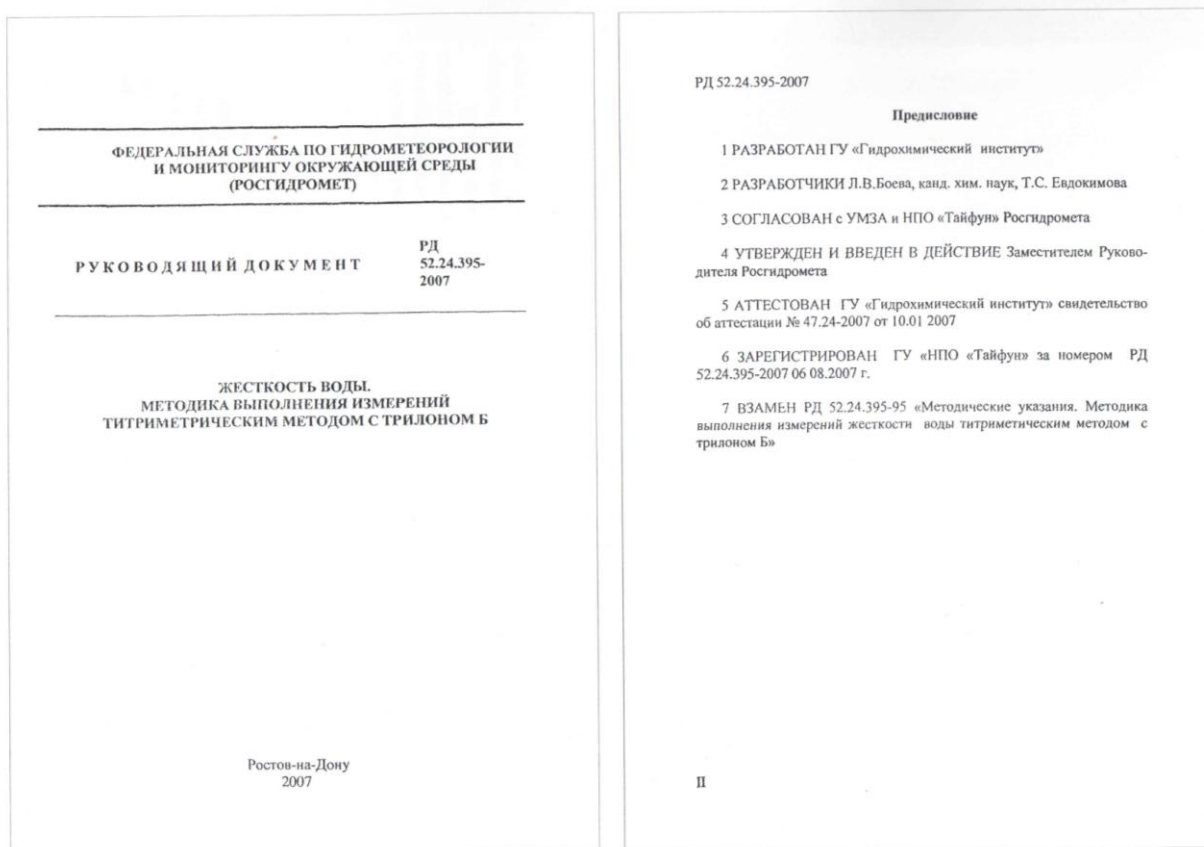 ФЕДЕРАЛЬНАЯ СЛУЖБА ПО ГИДРОМЕТЕОРОЛОГИИ
И МОНИТОРИНГУ ОКРУЖАЮЩЕЙ СРЕДЫ
(РОСГИДРОМЕТ)
РУКОВОДЯЩИЙ ДОКУМЕНТ
РД
52.24.395-
2007
ЖЕСТКОСТЬ ВОДЫ.
МЕТОДИКА ВЫПОЛНЕНИЯ ИЗМЕРЕНИЙ
ТИТРИМЕТРИЧЕСКИМ МЕТОДОМ С ТРИЛОНОМ Б
Ростов-на-Дону
2007
РД 52.24.395-2007
Предисловие
1 РАЗРАБОТАН ГУ «Гидрохимический институт»
2 РАЗРАБОТЧИКИ Л.В.Боева, канд. хим. наук, Т.С. Евдокимова
3 СОГЛАСОВАН с УМЗА и НПО «Тайфун» Росгидромета
4 УТВЕРЖДЕН И ВВЕДЕН В ДЕЙСТВИЕ Заместителем Руково-
дителя Росгидромета
5 АТТЕСТОВАН ГУ «Гидрохимический институт» свидетельство
об аттестации № 47.24-2007 от 10.01 2007
6 ЗАРЕГИСТРИРОВАН ГУ «НПО «Тайфун» за номером РД
52.24.395-2007 06 08.2007 г.
7 ВЗАМЕН РД 52.24.395-95 «Методические указания. Методика
выполнения измерений жесткости воды титриметическим методом с
трилоном Б»
II